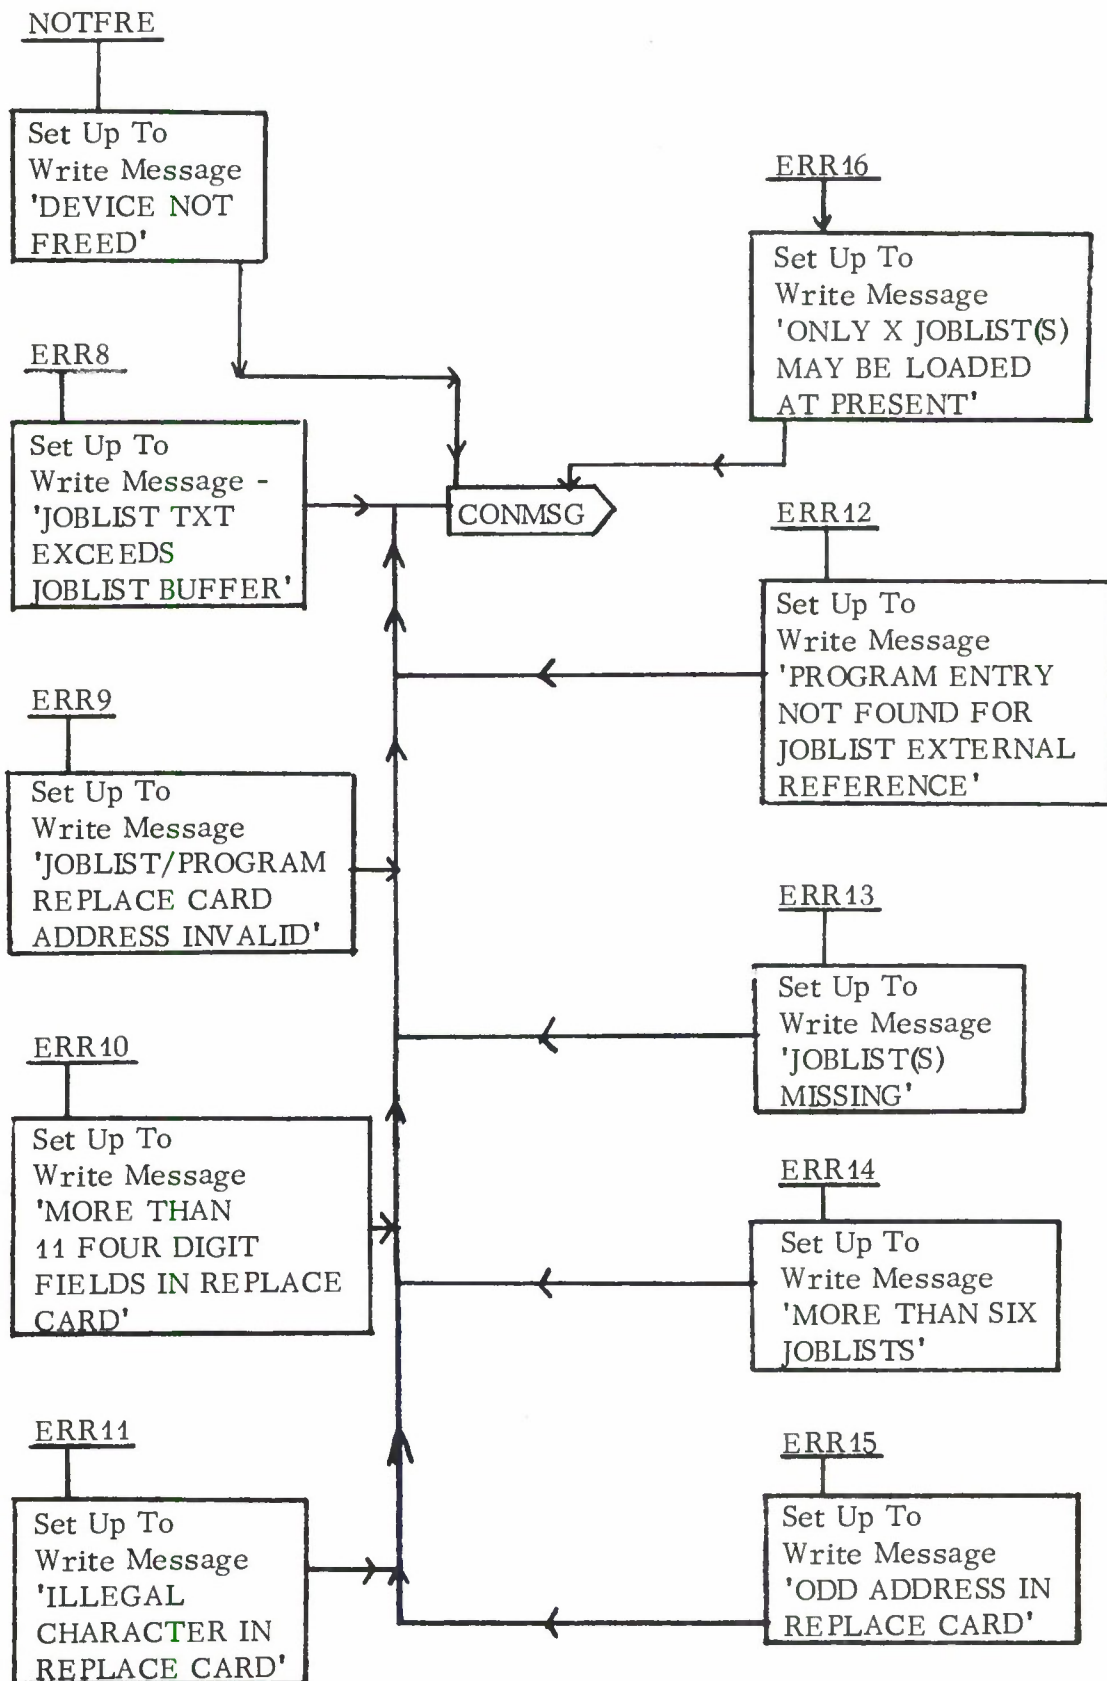 NOTFRE
Set Up To
Write Message
'DEVICE NOT
FREED'
ERR8
Set Up To
Write Message -
'JOBLIST TXT
EXCEEDS
JOBLIST BUFFER'
ERR9
Set Up To
Write Message
'JOBLIST/PROGRAM
REPLACE CARD
ADDRESS INVALID'
ERR10
Set Up To
Write Message
'MORE THAN
11 FOUR DIGIT
FIELDS IN REPLACE
CARD'
ERR11
Set Up To
Write Message
'ILLEGAL
CHARACTER IN
REPLACE CARD'
CONMSG
ERR16
Set Up To
Write Message
'ONLY X JOBLIST(S)
MAY BE LOADED
AT PRESENT'
ERR12
Set Up To
Write Message
'PROGRAM ENTRY
NOT FOUND FOR
JOBLIST EXTERNAL
REFERENCE'
ERR13
Set Up To
Write Message
'JOBLIST(S)
MISSING'
ERR14
Set Up To
Write Message
'MORE THAN SIX
JOBLISTS'
ERR15
Set Up To
Write Message
'ODD ADDRESS IN
REPLACE CARD'